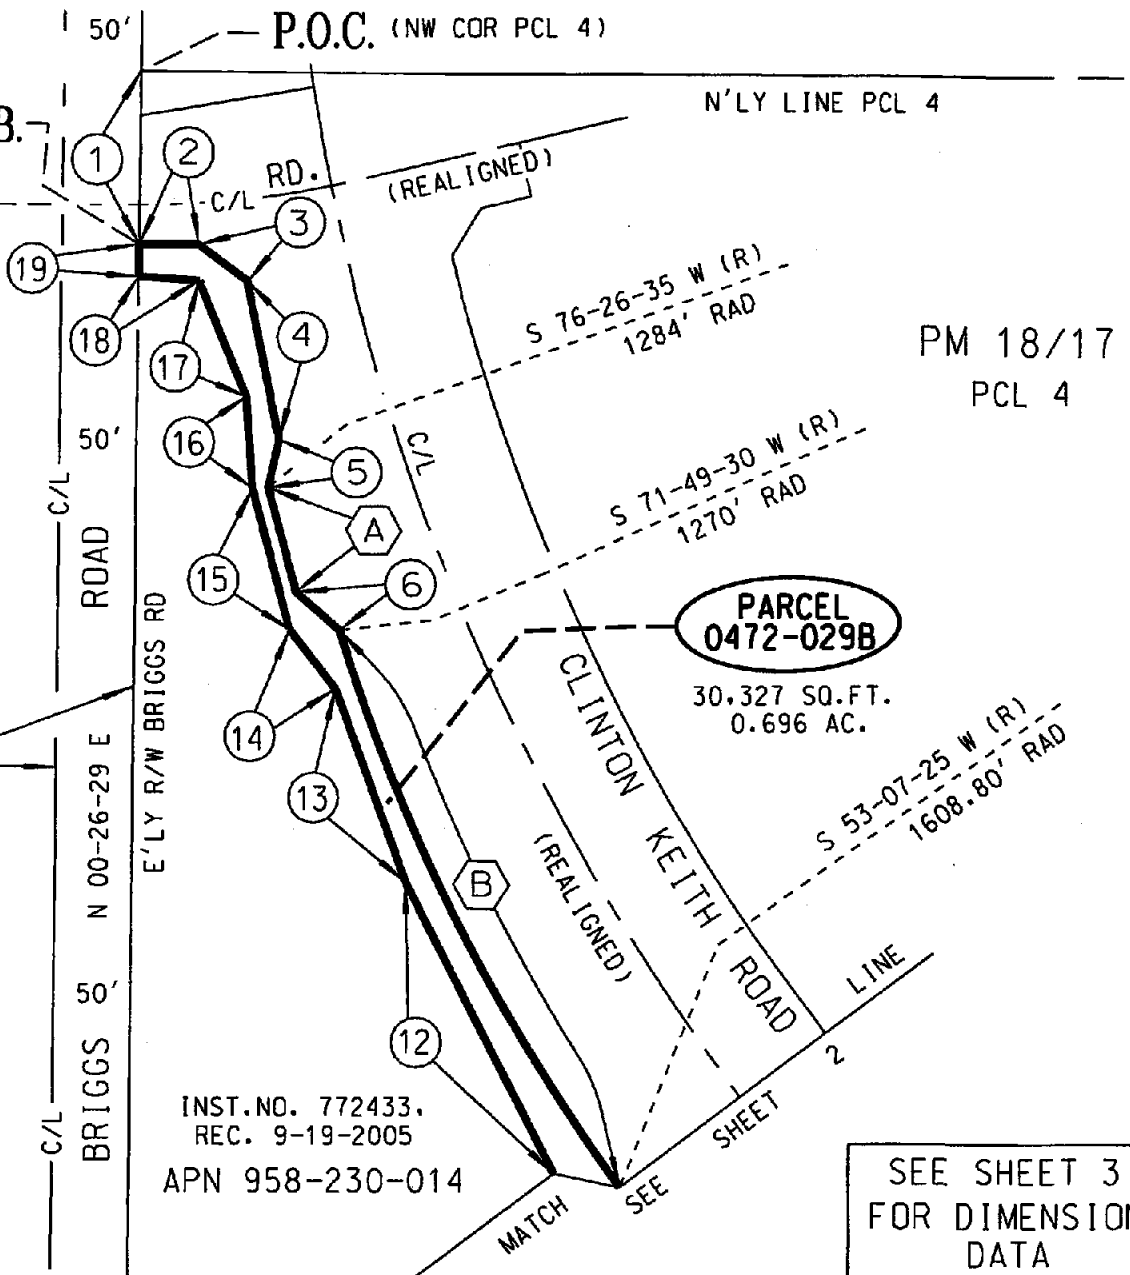 50'
P.O.C. (NW COR PCL 4)
N'LY LINE PCL 4
B.
1
2
RD.
C/L
(REALIGNED)
3
19
S 76-26-35 W (R)
1284' RAD
18
4
17
PM 18/17
PCL 4
50'
16
C/L
5
S 71-49-30 W (R)
1270' RAD
C/L
A
ROAD
15
6
PARCEL
0472-029B
30,327 SQ.FT.
0.696 AC.
E'LY R/W BRIGGS RD
N 00-26-29 E
14
13
CLINTON KEITH ROAD
S 53-07-25 W (R)
1608.80' RAD
B
(REALIGNED)
50'
12
BRIGGS
C/L
INST.NO. 772433,
REC. 9-19-2005
APN 958-230-014
MATCH LINE
SEE SHEET 2
SEE SHEET 3
FOR DIMENSION
DATA